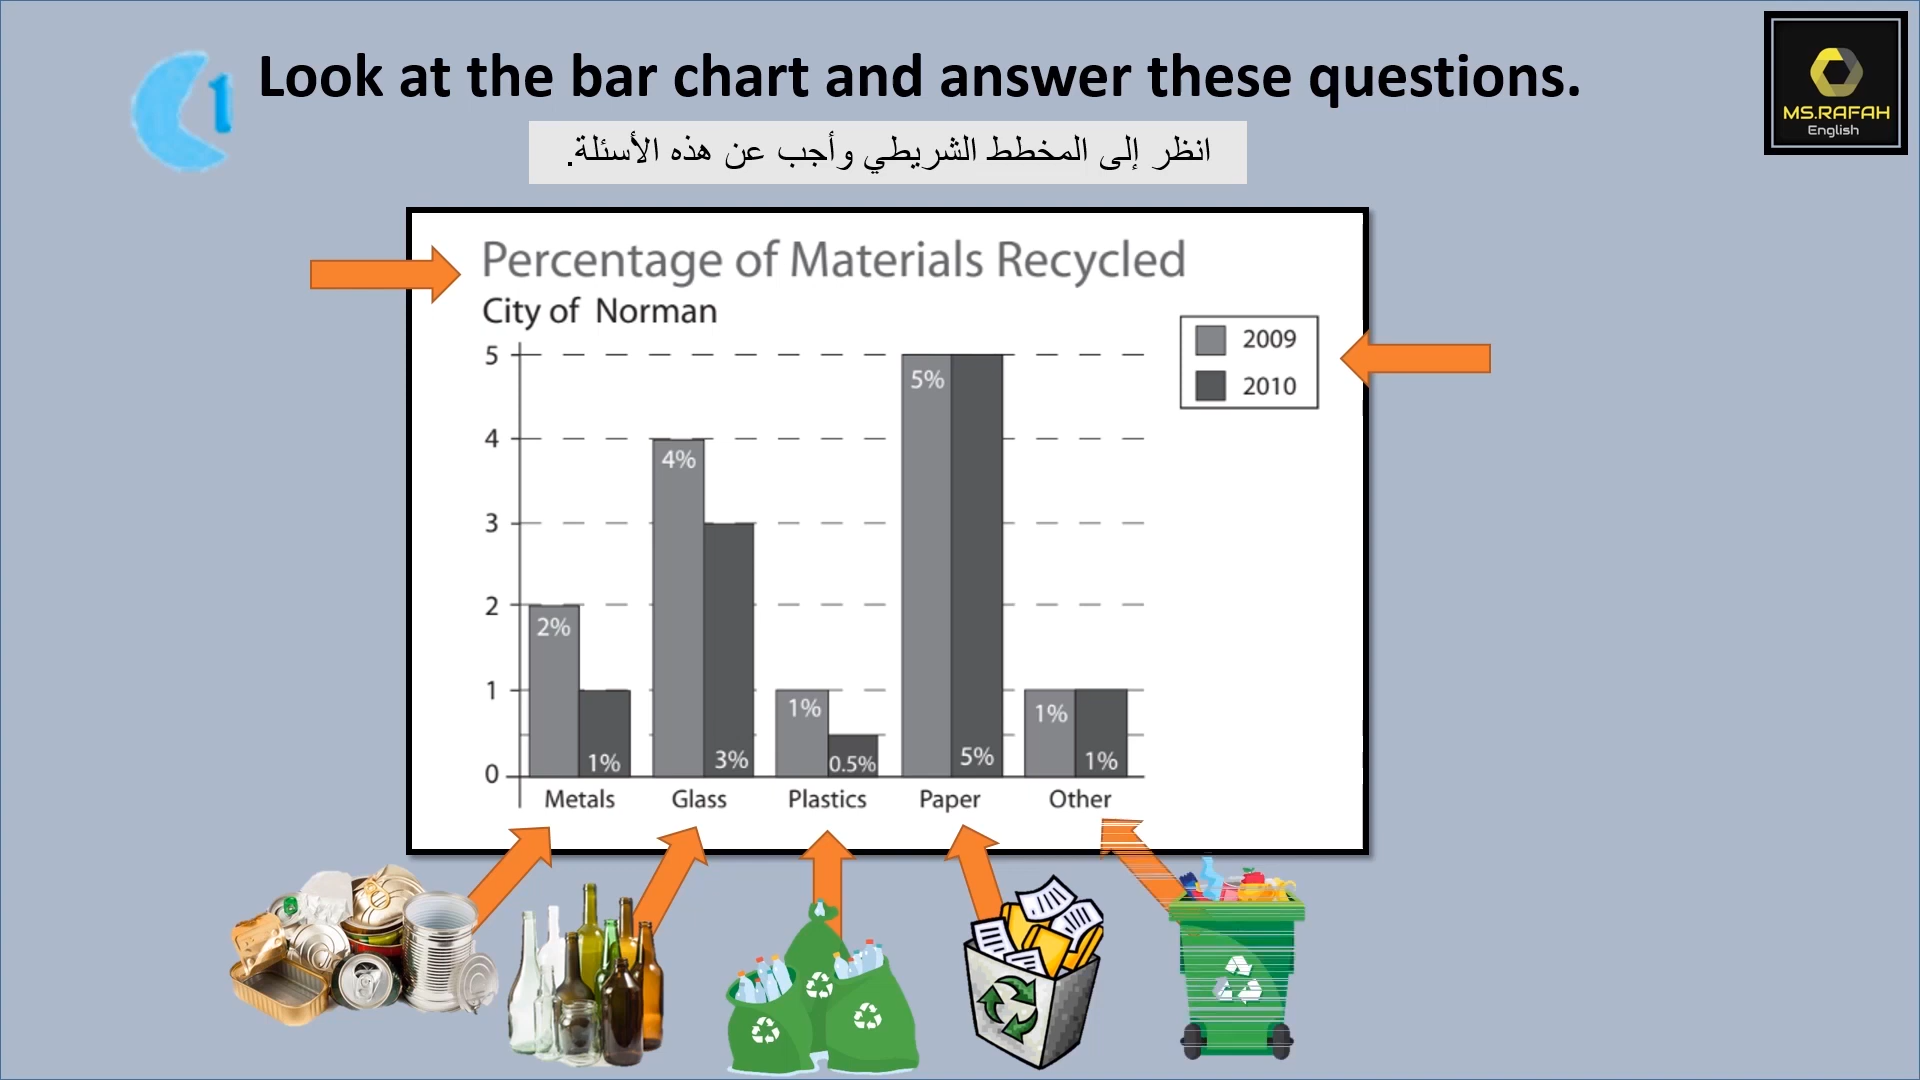 1 Look at the bar chart and answer these questions.
MS.RAFAH
English
انظر إلى المخطط الشريطي وأجب عن هذه الأسئلة.
Percentage of Materials Recycled
City of Norman
2009
2010
5
4
3
2
1
0
2%
1%
4%
3%
1%
0.5%
5%
5%
1%
1%
Metals
Glass
Plastics
Paper
Other